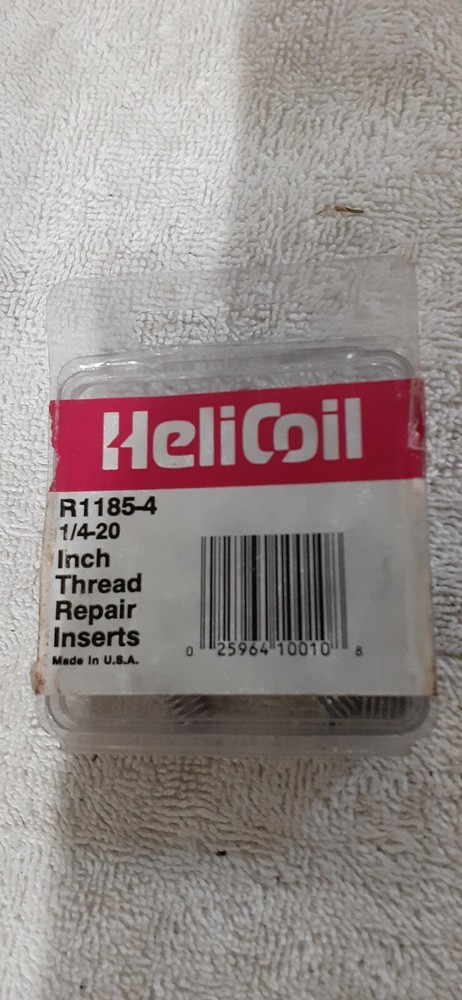 HeliCoil
R1185-4
1/4-20
Inch
Thread
Repair
Inserts
Made In U.S.A.
0 25964 10010 8